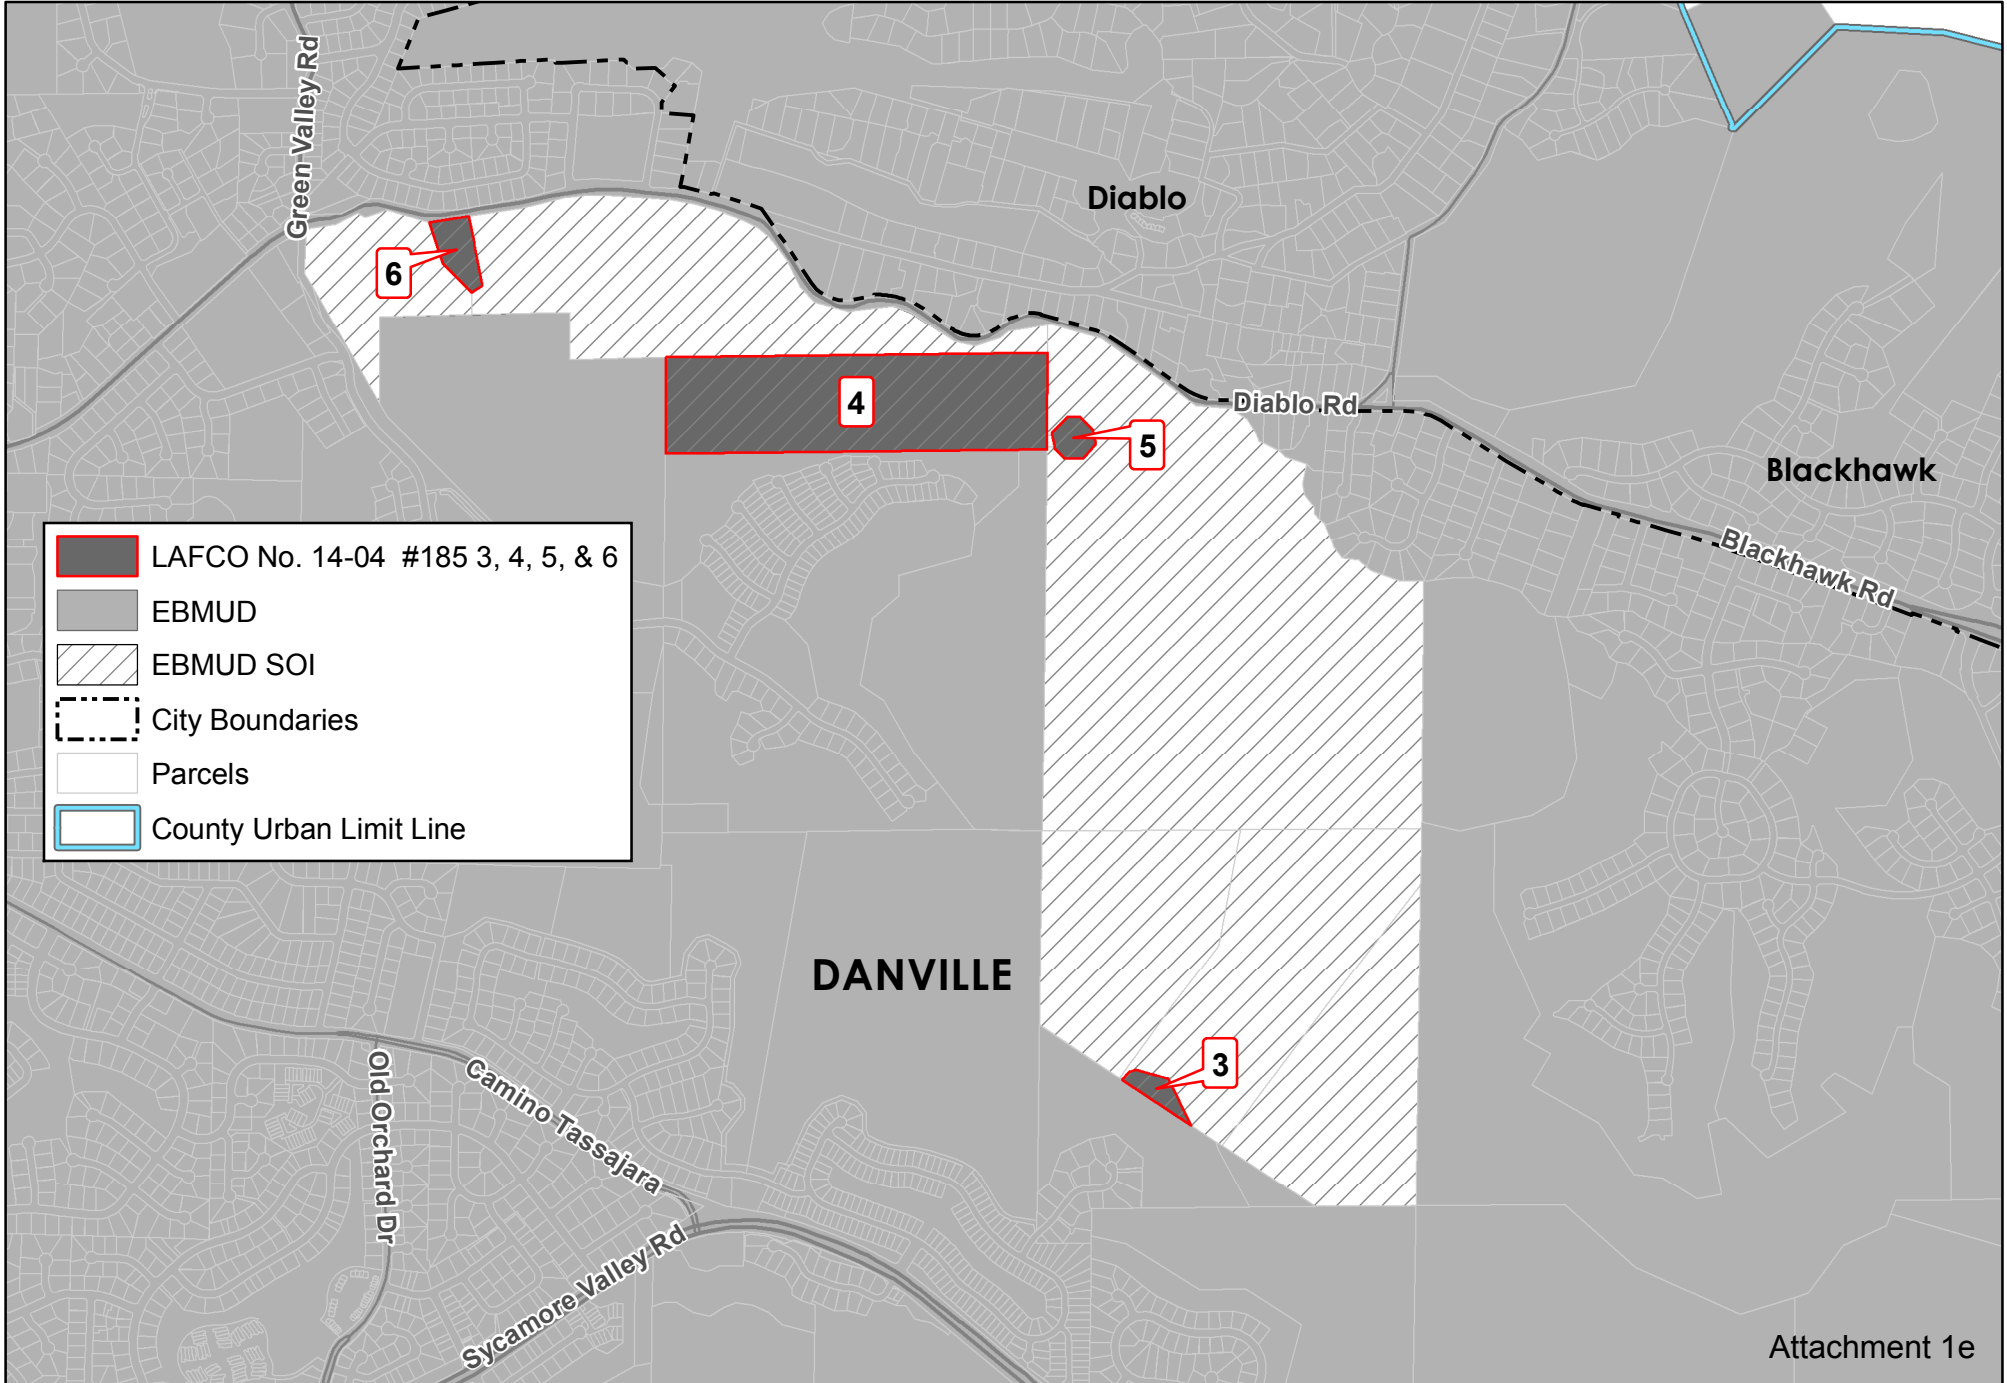 Green Valley Rd
Diablo
6
4
Diablo Rd
5
Blackhawk
LAFCO No. 14-04  #185 3, 4, 5, & 6
EBMUD
EBMUD SOI
City Boundaries
Parcels
County Urban Limit Line
Blackhawk Rd
DANVILLE
3
Old Orchard Dr
Camino Tassajara
Sycamore Valley Rd
Attachment 1e